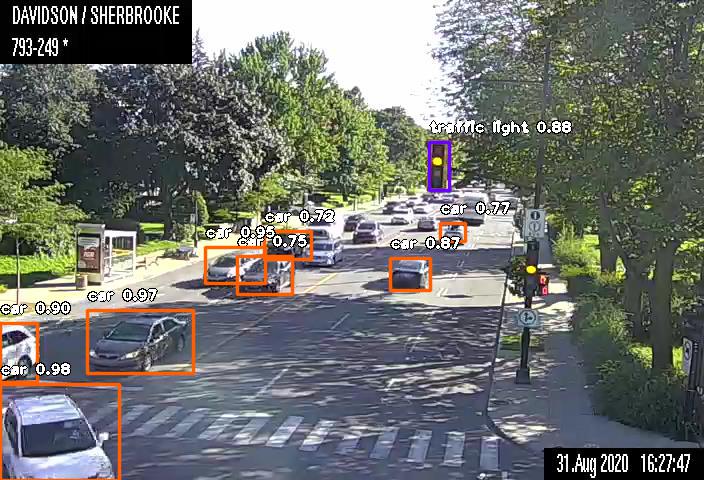 DAVIDSON / SHERBROOKE
793-249 *
traffic light 0.88
car 0.72
car 0.77
car 0.95
car 0.75
car 0.87
car 0.90
car 0.97
car 0.98
31.Aug 2020 16:27:47